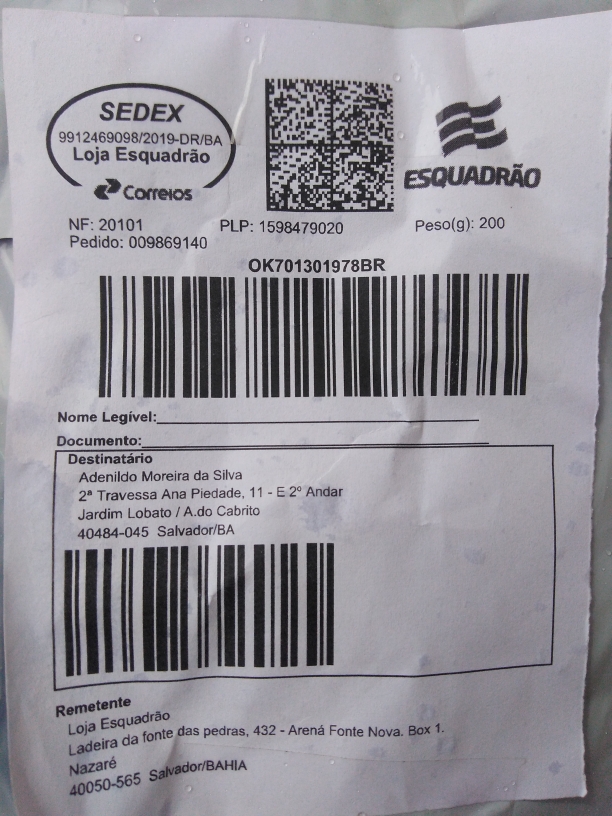 SEDEX
9912469098/2019-DR/BA
Loja Esquadrão
Correios
ESQUADRÃO
NF: 20101 PLP: 1598479020 Peso(g): 200
Pedido: 009869140
OK701301978BR
Nome Legível:
Documento:
Destinatário
Adenildo Moreira da Silva
2ª Travessa Ana Piedade, 11 - E 2º Andar
Jardim Lobato / A.do Cabrito
40484-045 Salvador/BA
Remetente
Loja Esquadrão
Ladeira da fonte das pedras, 432 - Arená Fonte Nova. Box 1.
Nazaré
40050-565 Salvador/BAHIA